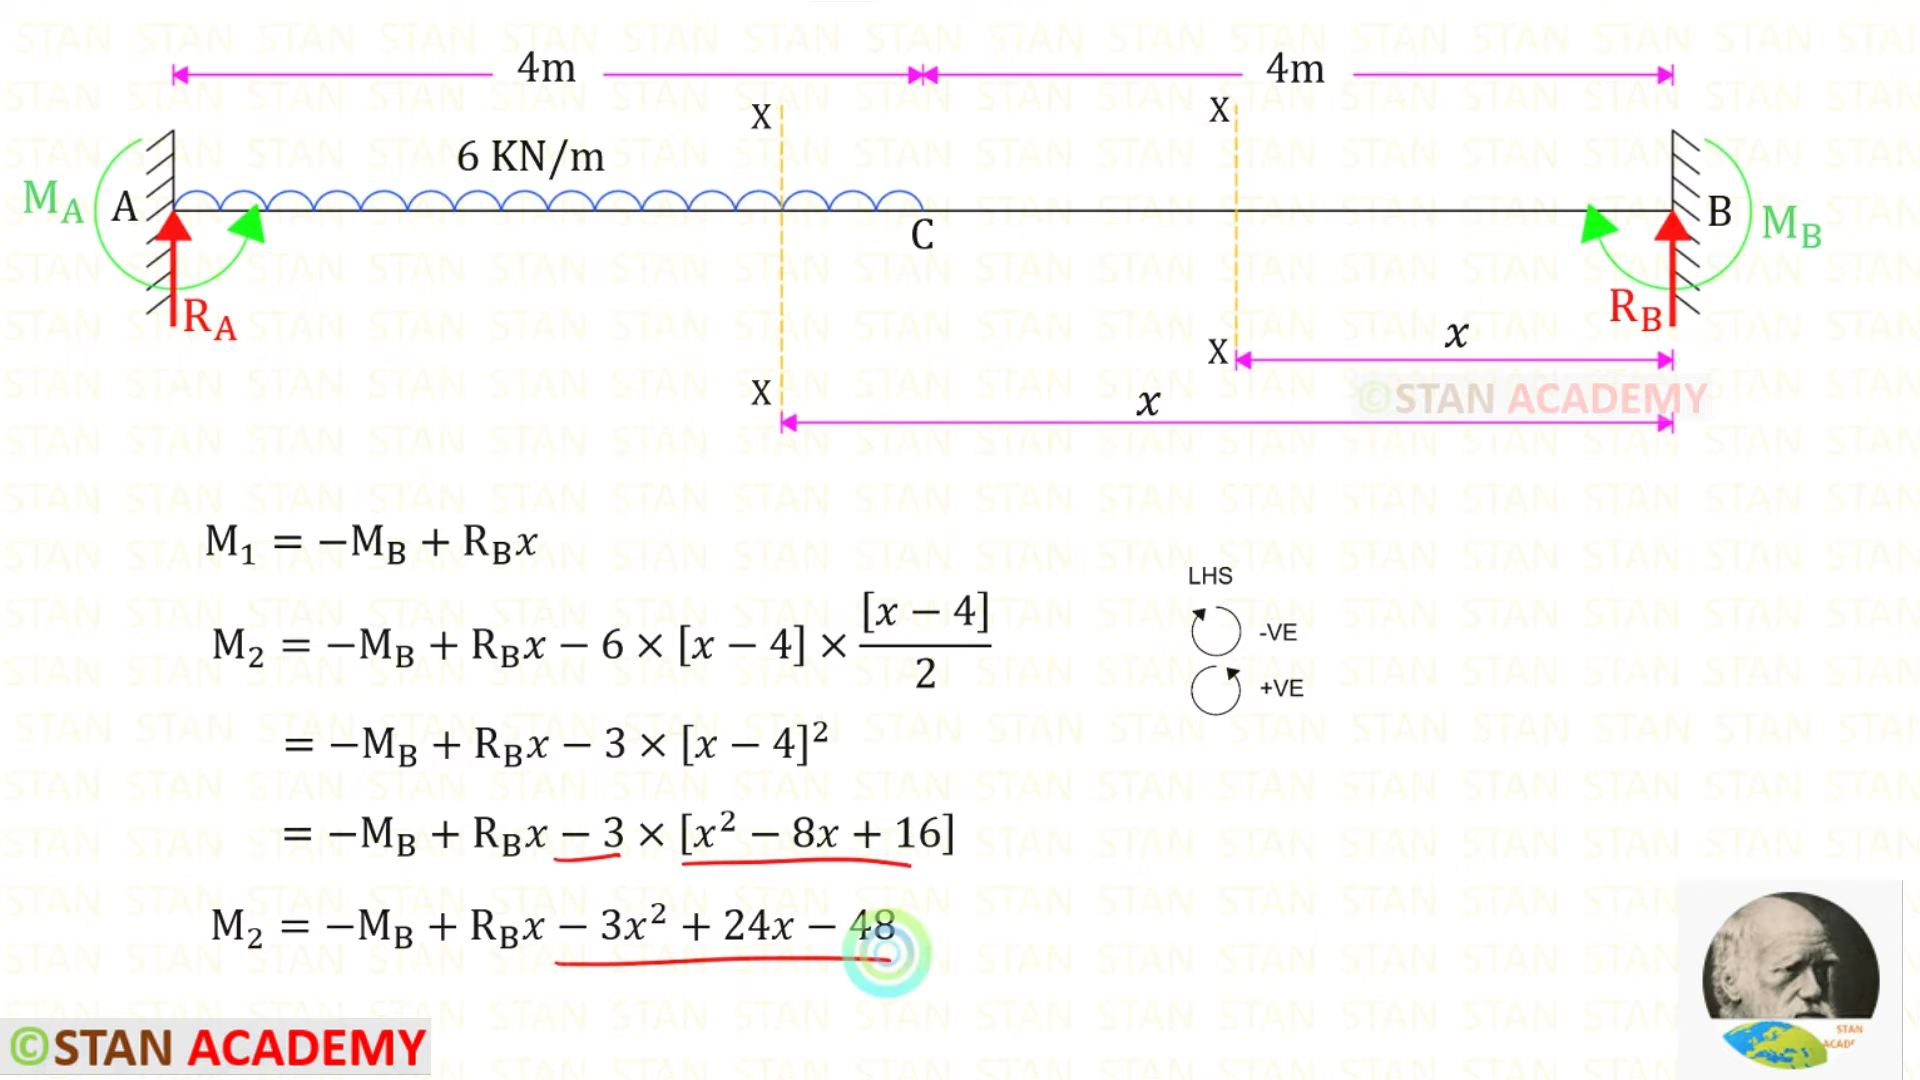 4m 4m
X X
6 KN/m
M_A A C B M_B
R_A R_B
x
X
X
x
©STAN ACADEMY
M₁ = −M_B + R_B x
LHS
M₂ = −M_B + R_B x − 6 × [x − 4] × [x − 4]/2
-VE
+VE
= −M_B + R_B x − 3 × [x − 4]²
= −M_B + R_B x − 3 × [x² − 8x + 16]
M₂ = −M_B + R_B x − 3x² + 24x − 48
©STAN ACADEMY
STAN